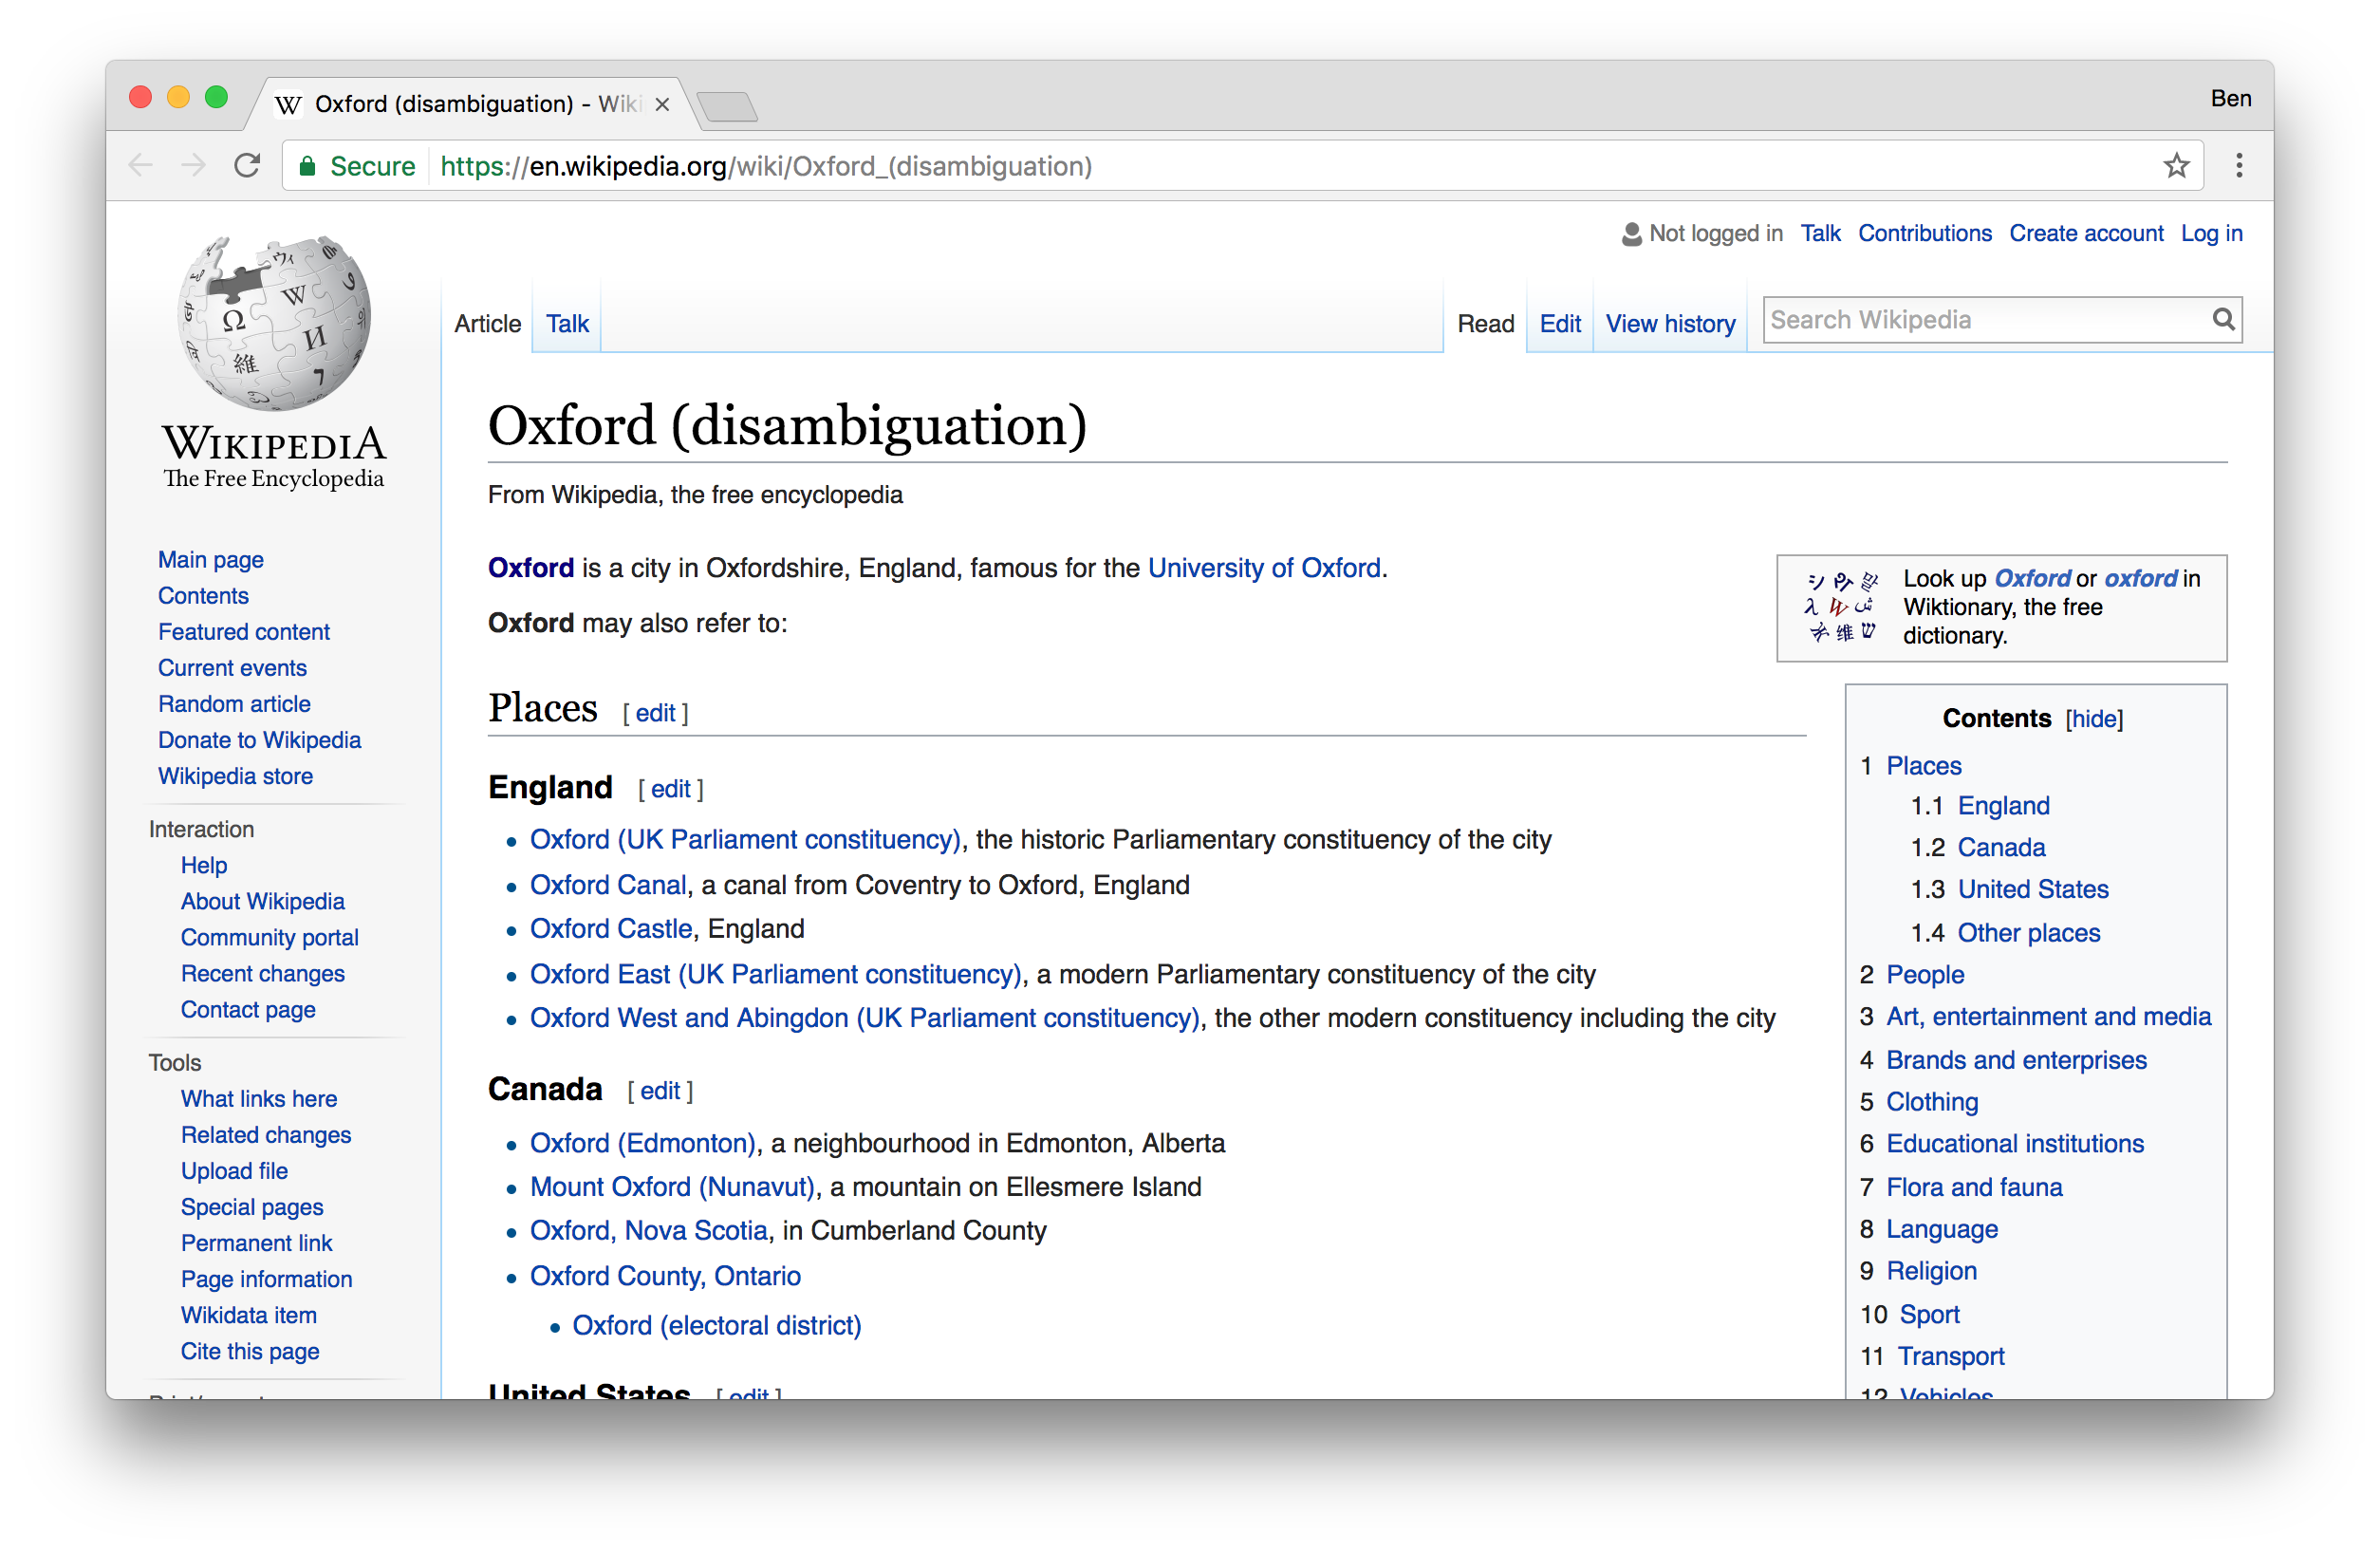 Oxford (disambiguation) - Wiki
Ben
Secure
https://en.wikipedia.org/wiki/Oxford_(disambiguation)
Not logged in Talk Contributions Create account Log in
Article Talk
Read Edit View history
Search Wikipedia
WIKIPEDIA
The Free Encyclopedia
Main page
Contents
Featured content
Current events
Random article
Donate to Wikipedia
Wikipedia store
Interaction
Help
About Wikipedia
Community portal
Recent changes
Contact page
Tools
What links here
Related changes
Upload file
Special pages
Permanent link
Page information
Wikidata item
Cite this page
Oxford (disambiguation)
From Wikipedia, the free encyclopedia
Oxford is a city in Oxfordshire, England, famous for the University of Oxford.
Oxford may also refer to:
Look up Oxford or oxford in
Wiktionary, the free
dictionary.
Places [ edit ]
England [ edit ]
• Oxford (UK Parliament constituency), the historic Parliamentary constituency of the city
• Oxford Canal, a canal from Coventry to Oxford, England
• Oxford Castle, England
• Oxford East (UK Parliament constituency), a modern Parliamentary constituency of the city
• Oxford West and Abingdon (UK Parliament constituency), the other modern constituency including the city
Canada [ edit ]
• Oxford (Edmonton), a neighbourhood in Edmonton, Alberta
• Mount Oxford (Nunavut), a mountain on Ellesmere Island
• Oxford, Nova Scotia, in Cumberland County
• Oxford County, Ontario
• Oxford (electoral district)
United States [ edit ]
Contents [hide]
1 Places
1.1 England
1.2 Canada
1.3 United States
1.4 Other places
2 People
3 Art, entertainment and media
4 Brands and enterprises
5 Clothing
6 Educational institutions
7 Flora and fauna
8 Language
9 Religion
10 Sport
11 Transport
12 Vehicles